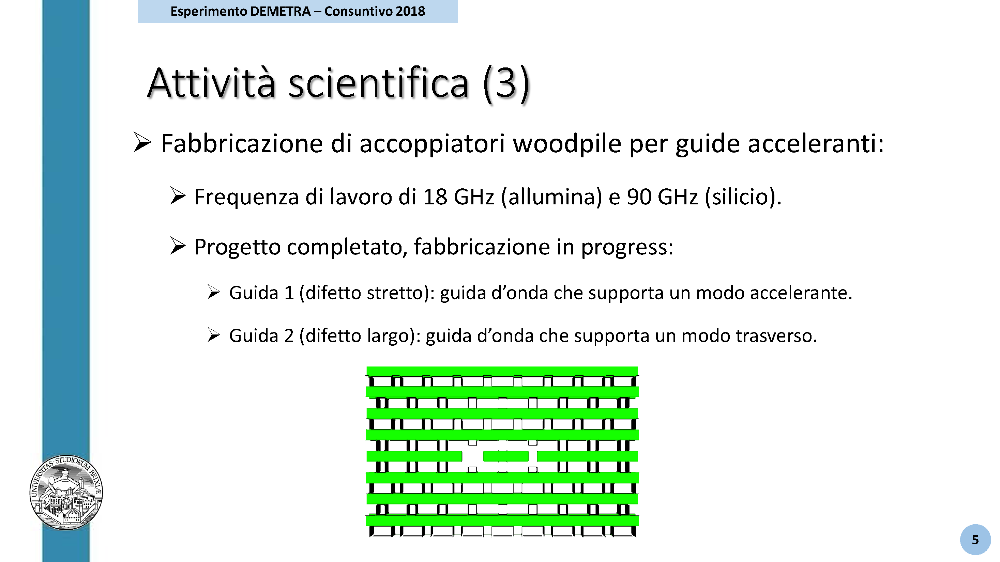 Esperimento DEMETRA – Consuntivo 2018
Attività scientifica (3)
➢ Fabbricazione di accoppiatori woodpile per guide acceleranti:
➢ Frequenza di lavoro di 18 GHz (allumina) e 90 GHz (silicio).
➢ Progetto completato, fabbricazione in progress:
➢ Guida 1 (difetto stretto): guida d’onda che supporta un modo accelerante.
➢ Guida 2 (difetto largo): guida d’onda che supporta un modo trasverso.
UNIVERSITAS·STUDIORUM·BRIXIÆ
5